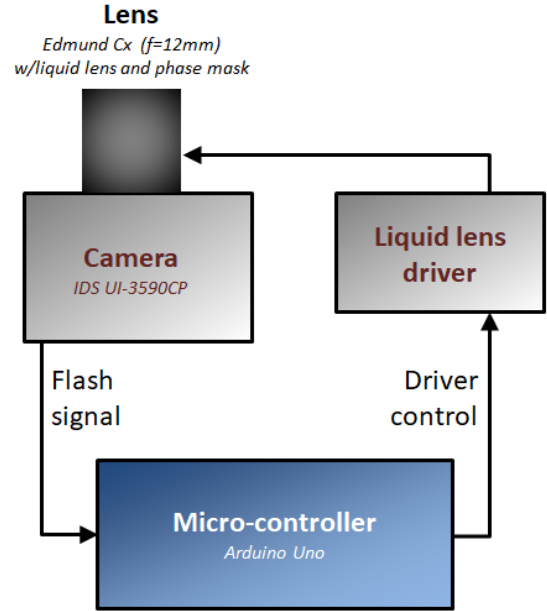 Lens
Edmund Cx (f=12mm)
w/liquid lens and phase mask
Camera
IDS UI-3590CP
Liquid lens
driver
Flash
signal
Driver
control
Micro-controller
Arduino Uno